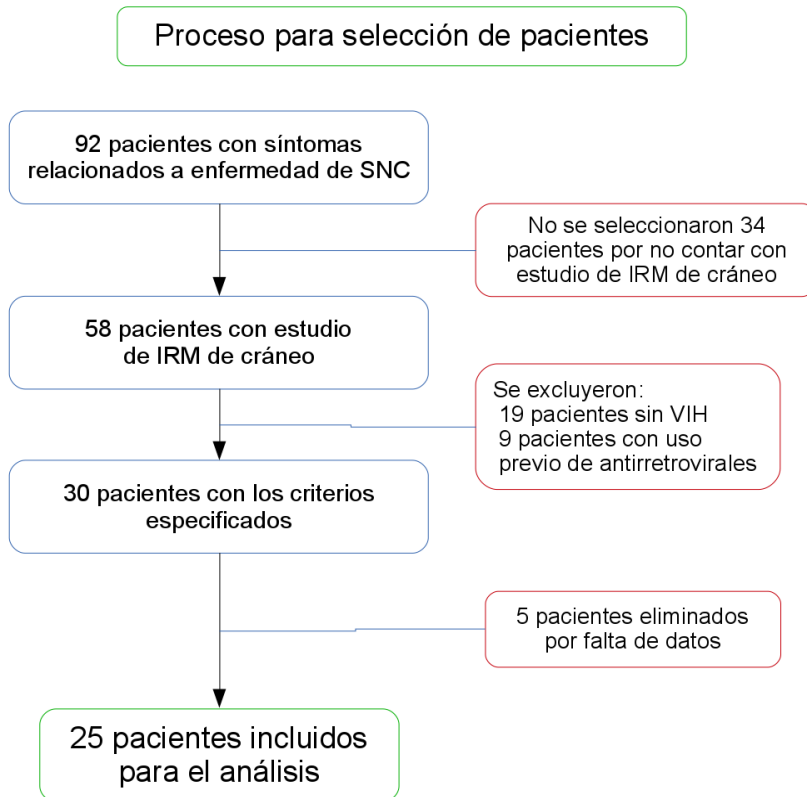 Proceso para selección de pacientes
92 pacientes con síntomas
relacionados a enfermedad de SNC
No se seleccionaron 34
pacientes por no contar con
estudio de IRM de cráneo
58 pacientes con estudio
de IRM de cráneo
Se excluyeron:
19 pacientes sin VIH
9 pacientes con uso
previo de antirretrovirales
30 pacientes con los criterios
especificados
5 pacientes eliminados
por falta de datos
25 pacientes incluidos
para el análisis